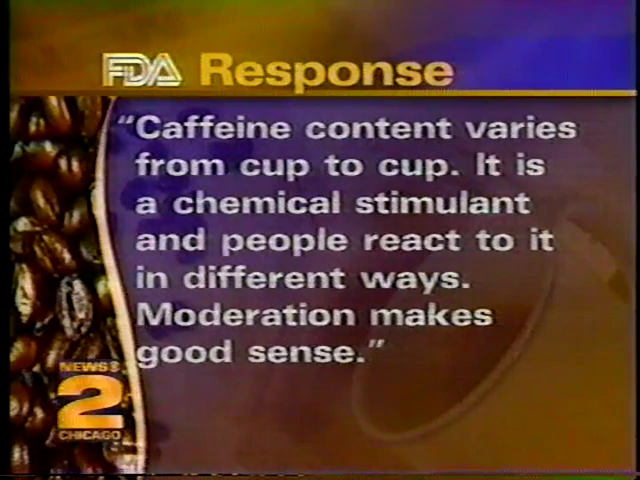 FDA Response
“Caffeine content varies
from cup to cup. It is
a chemical stimulant
and people react to it
in different ways.
Moderation makes
good sense.”
NEWS
2
CHICAGO